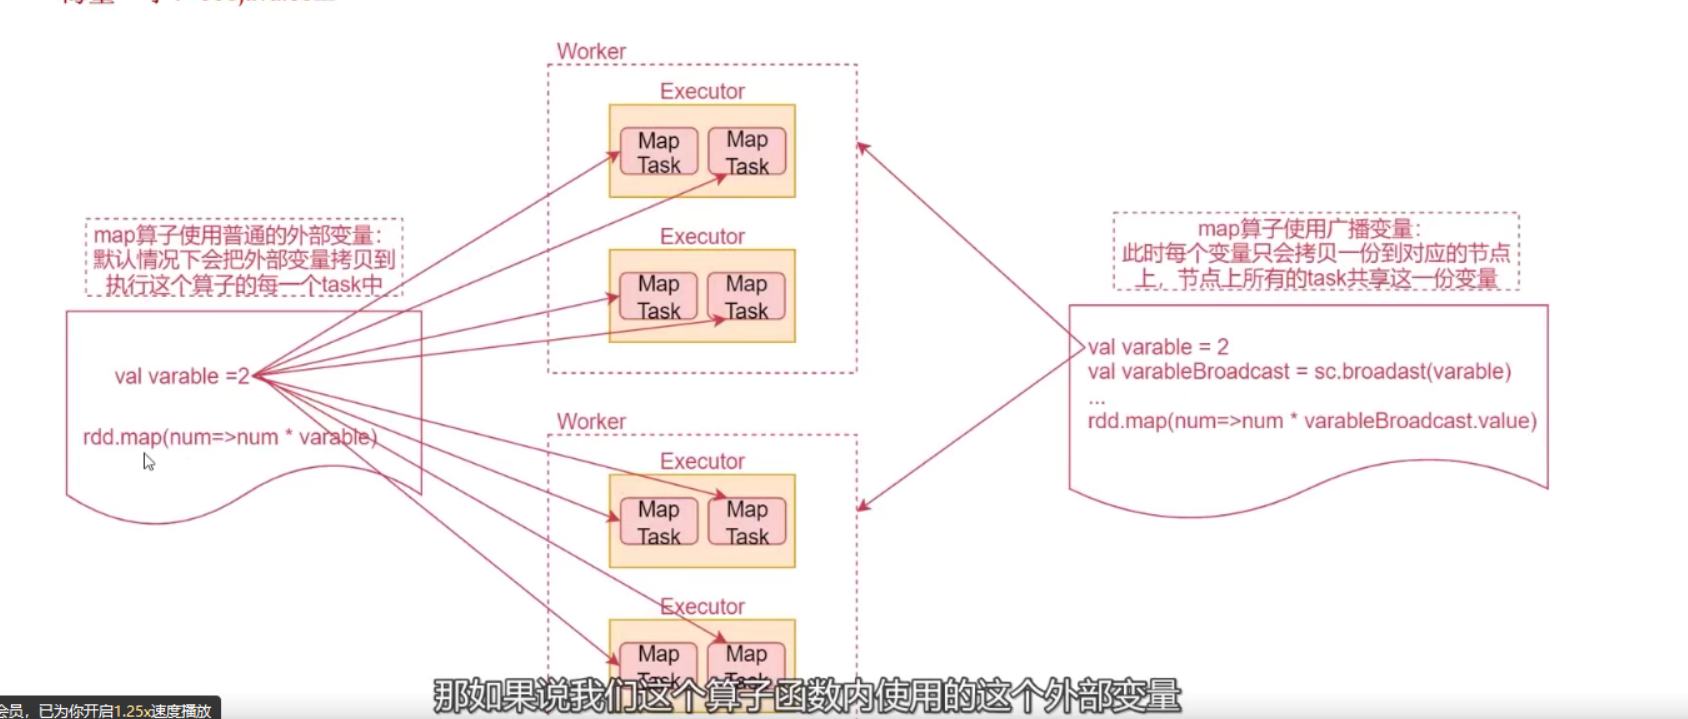 Worker
Executor
Map
Task
Map
Task
Executor
Map
Task
Map
Task
map算子使用普通的外部变量：
默认情况下会把外部变量拷贝到
执行这个算子的每一个task中
val varable =2
rdd.map(num=>num * varable)
map算子使用广播变量：
此时每个变量只会拷贝一份到对应的节点
上，节点上所有的task共享这一份变量
val varable = 2
val varableBroadcast = sc.broadast(varable)
...
rdd.map(num=>num * varableBroadcast.value)
Worker
Executor
Map
Task
Map
Task
Executor
Map
Task
Map
Task
那如果说我们这个算子函数内使用的这个外部变量
会员，已为你开启1.25x速度播放